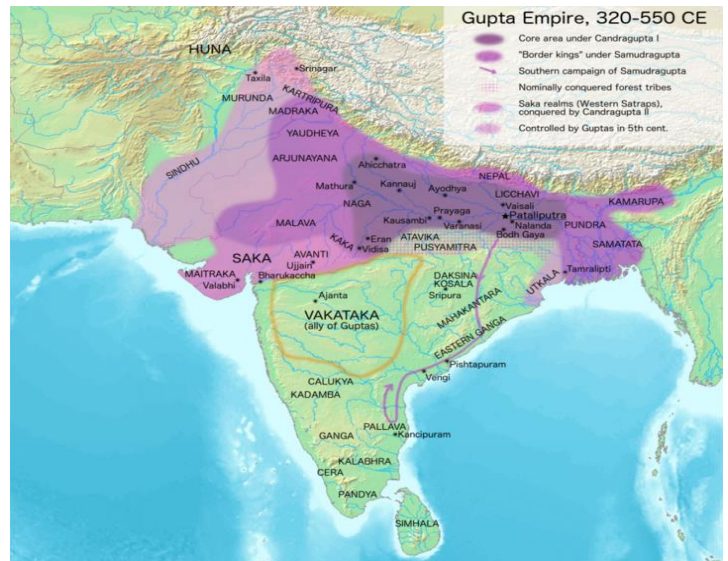 Gupta Empire, 320-550 CE
Core area under Candragupta I
"Border kings" under Samudragupta
Southern campaign of Samudragupta
Nominally conquered forest tribes
Saka realms (Western Satraps),
conquered by Candragupta II
Controlled by Guptas in 5th cent.
HUNA
Srinagar
Taxila
MURUNDA
KARTRIPURA
MADRAKA
YAUDHEYA
SINDHU
ARJUNAYANA
Ahicchatra
Mathura
Kannauj
Ayodhya
NEPAL
LICCHAVI
KAMARUPA
NAGA
Vaisali
Pataliputra
Kausambi
Prayaga
Varanasi
Nalanda
PUNDRA
MALAVA
KAKA
Eran
ATAVIKA
Bodh Gaya
Vidisa
PUSYAMITRA
SAMATATA
SAKA
AVANTI
Ujjain
MAITRAKA
Valabhi
Bharukaccha
DAKSINA
KOSALA
Sripura
UTKALA
Tamralipti
Ajanta
VAKATAKA
(ally of Guptas)
MAHAKANTARA
EASTERN GANGA
Pishtapuram
Vengi
CALUKYA
KADAMBA
PALLAVA
Kancipuram
GANGA
KALABHRA
CERA
PANDYA
SIMHALA